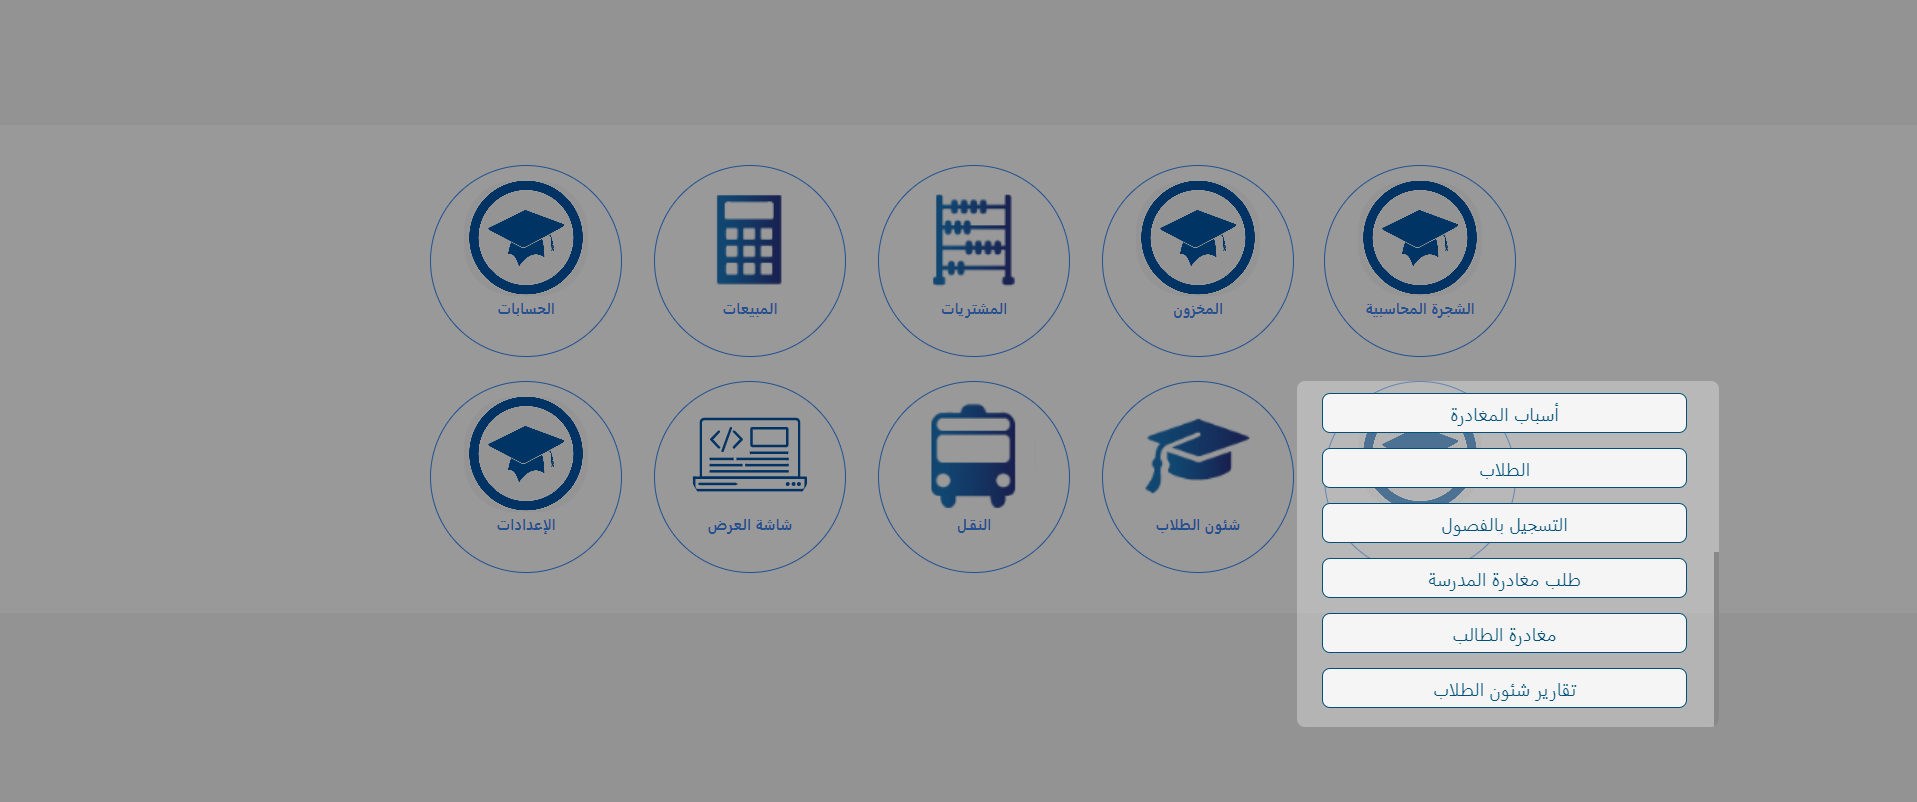 الشجرة المحاسبية
المخزون
المشتريات
المبيعات
الحسابات
شئون الطلاب
النقل
شاشة العرض
الإعدادات
أسباب المغادرة
الطلاب
التسجيل بالفصول
طلب مغادرة المدرسة
مغادرة الطالب
تقارير شئون الطلاب